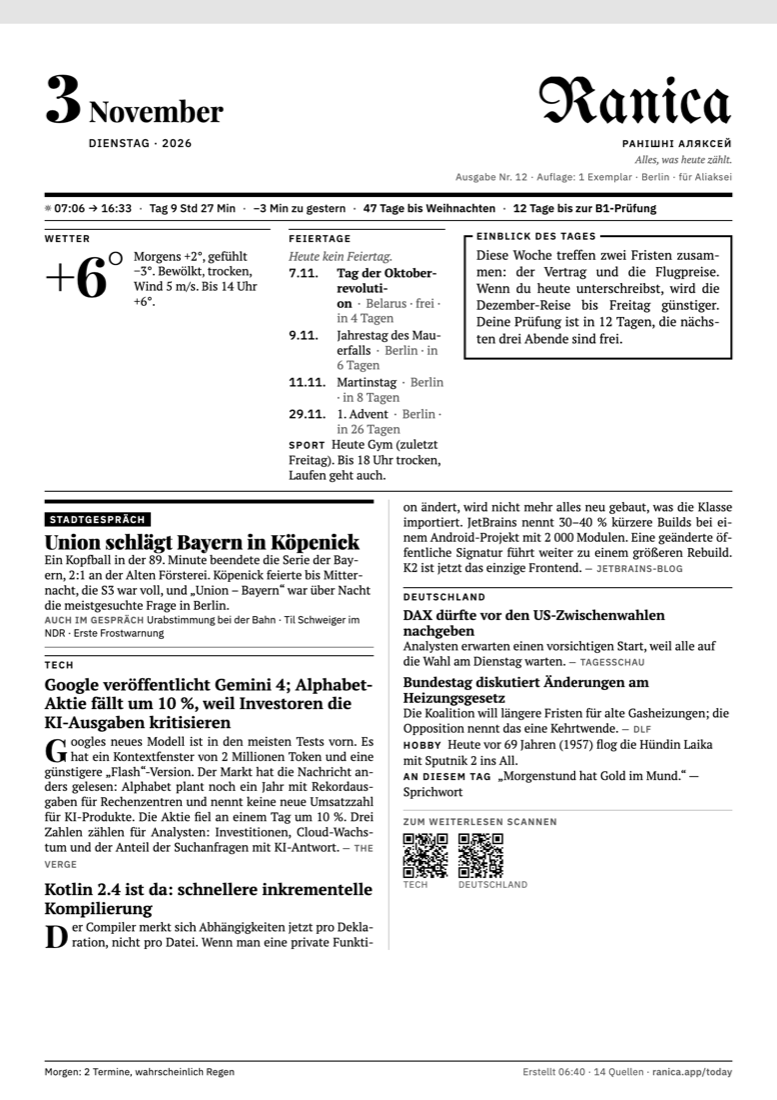 3 November
DIENSTAG · 2026
Ranica
РАНІШНІ АЛЯКСЕЙ
Alles, was heute zählt.
Ausgabe Nr. 12 · Auflage: 1 Exemplar · Berlin · für Aliaksei
07:06 → 16:33 · Tag 9 Std 27 Min · −3 Min zu gestern · 47 Tage bis Weihnachten · 12 Tage bis zur B1-Prüfung
WETTER
+6°
Morgens +2°, gefühlt
−3°. Bewölkt, trocken,
Wind 5 m/s. Bis 14 Uhr
+6°.
FEIERTAGE
Heute kein Feiertag.
7.11. Tag der Oktober-
revoluti-
on · Belarus · frei ·
in 4 Tagen
9.11. Jahrestag des Mau-
erfalls · Berlin · in
6 Tagen
11.11. Martinstag · Berlin
· in 8 Tagen
29.11. 1. Advent · Berlin ·
in 26 Tagen
SPORT Heute Gym (zuletzt
Freitag). Bis 18 Uhr trocken,
Laufen geht auch.
EINBLICK DES TAGES
Diese Woche treffen zwei Fristen zusam-
men: der Vertrag und die Flugpreise.
Wenn du heute unterschreibst, wird die
Dezember-Reise bis Freitag günstiger.
Deine Prüfung ist in 12 Tagen, die nächs-
ten drei Abende sind frei.
STADTGESPRÄCH
Union schlägt Bayern in Köpenick
Ein Kopfball in der 89. Minute beendete die Serie der Bay-
ern, 2:1 an der Alten Försterei. Köpenick feierte bis Mitter-
nacht, die S3 war voll, und „Union – Bayern“ war über Nacht
die meistgesuchte Frage in Berlin.
AUCH IM GESPRÄCH Urabstimmung bei der Bahn · Til Schweiger im
NDR · Erste Frostwarnung
TECH
Google veröffentlicht Gemini 4; Alphabet-
Aktie fällt um 10 %, weil Investoren die
KI-Ausgaben kritisieren
Googles neues Modell ist in den meisten Tests vorn. Es
hat ein Kontextfenster von 2 Millionen Token und eine
günstigere „Flash“-Version. Der Markt hat die Nachricht an-
ders gelesen: Alphabet plant noch ein Jahr mit Rekordaus-
gaben für Rechenzentren und nennt keine neue Umsatzzahl
für KI-Produkte. Die Aktie fiel an einem Tag um 10 %. Drei
Zahlen zählen für Analysten: Investitionen, Cloud-Wachs-
tum und der Anteil der Suchanfragen mit KI-Antwort. — THE
VERGE
Kotlin 2.4 ist da: schnellere inkrementelle
Kompilierung
Der Compiler merkt sich Abhängigkeiten jetzt pro Dekla-
ration, nicht pro Datei. Wenn man eine private Funkti-
on ändert, wird nicht mehr alles neu gebaut, was die Klasse
importiert. JetBrains nennt 30–40 % kürzere Builds bei ei-
nem Android-Projekt mit 2 000 Modulen. Eine geänderte öf-
fentliche Signatur führt weiter zu einem größeren Rebuild.
K2 ist jetzt das einzige Frontend. — JETBRAINS-BLOG
DEUTSCHLAND
DAX dürfte vor den US-Zwischenwahlen
nachgeben
Analysten erwarten einen vorsichtigen Start, weil alle auf
die Wahl am Dienstag warten. — TAGESSCHAU
Bundestag diskutiert Änderungen am
Heizungsgesetz
Die Koalition will längere Fristen für alte Gasheizungen; die
Opposition nennt das eine Kehrtwende. — DLF
HOBBY Heute vor 69 Jahren (1957) flog die Hündin Laika
mit Sputnik 2 ins All.
AN DIESEM TAG „Morgenstund hat Gold im Mund.“ —
Sprichwort
ZUM WEITERLESEN SCANNEN
TECH DEUTSCHLAND
Morgen: 2 Termine, wahrscheinlich Regen
Erstellt 06:40 · 14 Quellen · ranica.app/today